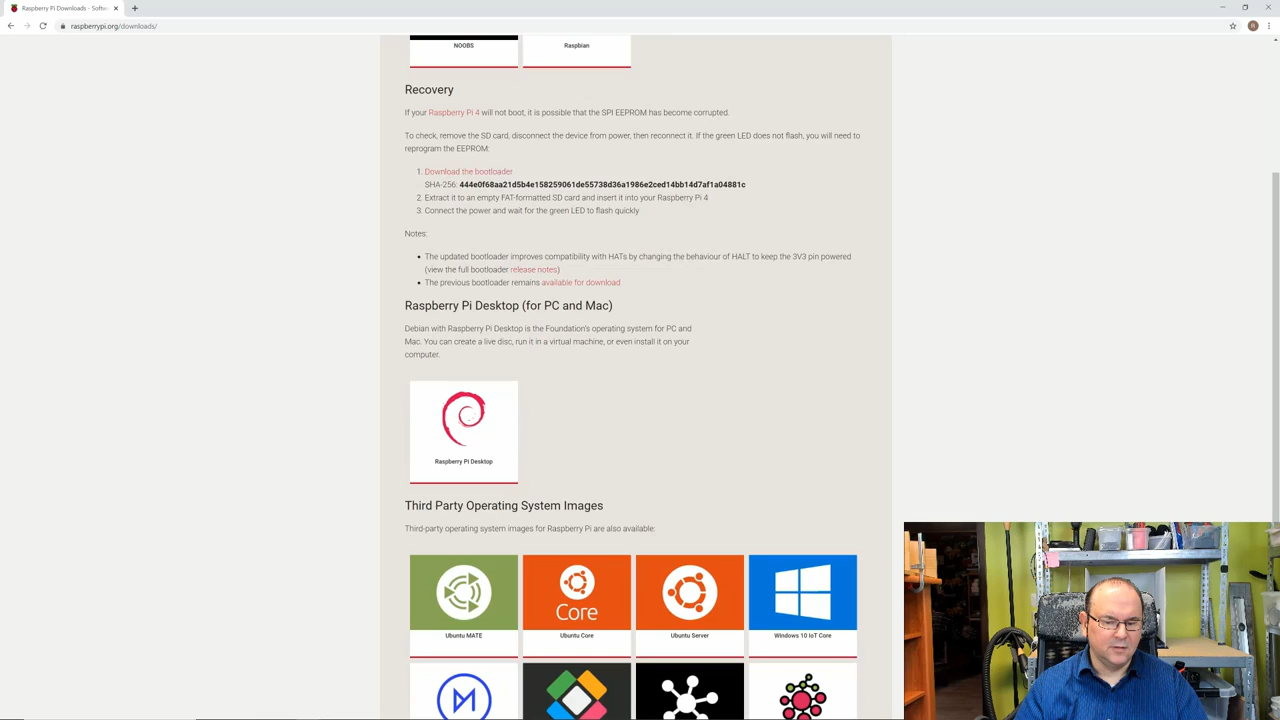 Raspberry Pi Downloads - Softw
raspberrypi.org/downloads/
R
NOOBS
Raspbian
Recovery
If your Raspberry Pi 4 will not boot, it is possible that the SPI EEPROM has become corrupted.
To check, remove the SD card, disconnect the device from power, then reconnect it. If the green LED does not flash, you will need to
reprogram the EEPROM:
1. Download the bootloader
SHA-256: 444e0f68aa21d5b4e158259061de55738d36a1986e2ced14bb14d7af1a04881c
2. Extract it to an empty FAT-formatted SD card and insert it into your Raspberry Pi 4
3. Connect the power and wait for the green LED to flash quickly
Notes:
The updated bootloader improves compatibility with HATs by changing the behaviour of HALT to keep the 3V3 pin powered
(view the full bootloader release notes)
The previous bootloader remains available for download
Raspberry Pi Desktop (for PC and Mac)
Debian with Raspberry Pi Desktop is the Foundation's operating system for PC and
Mac. You can create a live disc, run it in a virtual machine, or even install it on your
computer.
Raspberry Pi Desktop
Third Party Operating System Images
Third-party operating system images for Raspberry Pi are also available:
Core
Ubuntu MATE
Ubuntu Core
Ubuntu Server
Windows 10 IoT Core